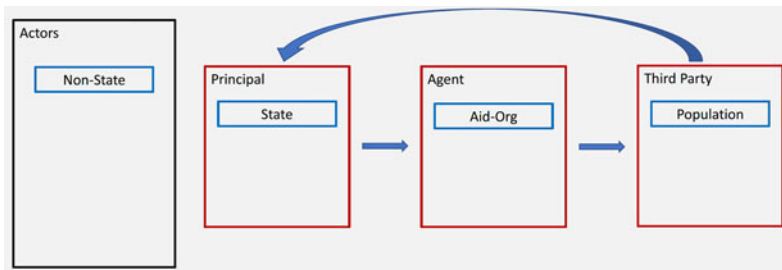 Actors
Non-State
Principal
State
Agent
Aid-Org
Third Party
Population